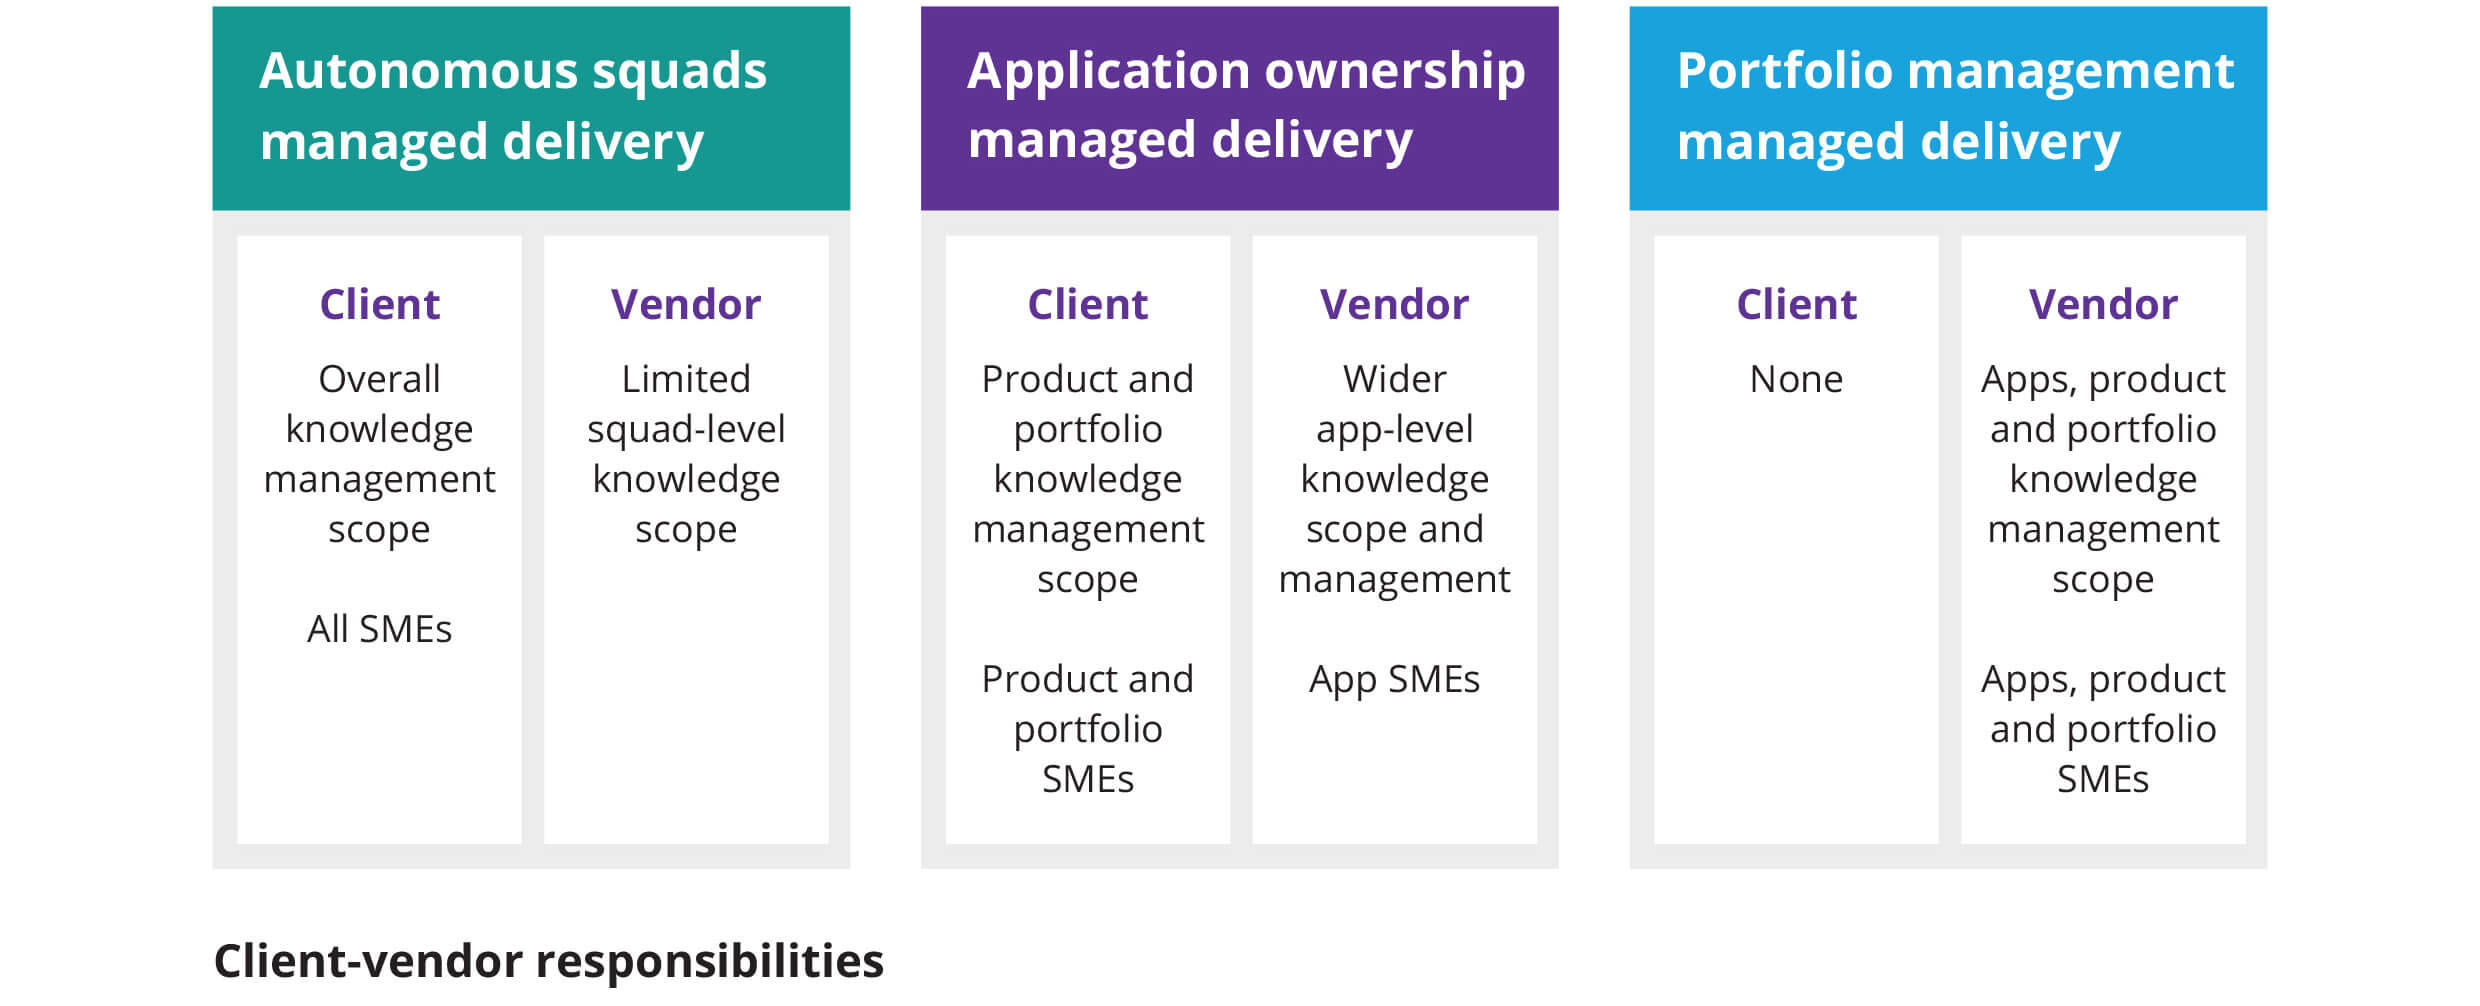 Autonomous squads
managed delivery
Client
Overall
knowledge
management
scope
All SMEs
Vendor
Limited
squad-level
knowledge
scope
Application ownership
managed delivery
Client
Product and
portfolio
knowledge
management
scope
Product and
portfolio
SMEs
Vendor
Wider
app-level
knowledge
scope and
management
App SMEs
Portfolio management
managed delivery
Client
None
Vendor
Apps, product
and portfolio
knowledge
management
scope
Apps, product
and portfolio
SMEs
Client-vendor responsibilities